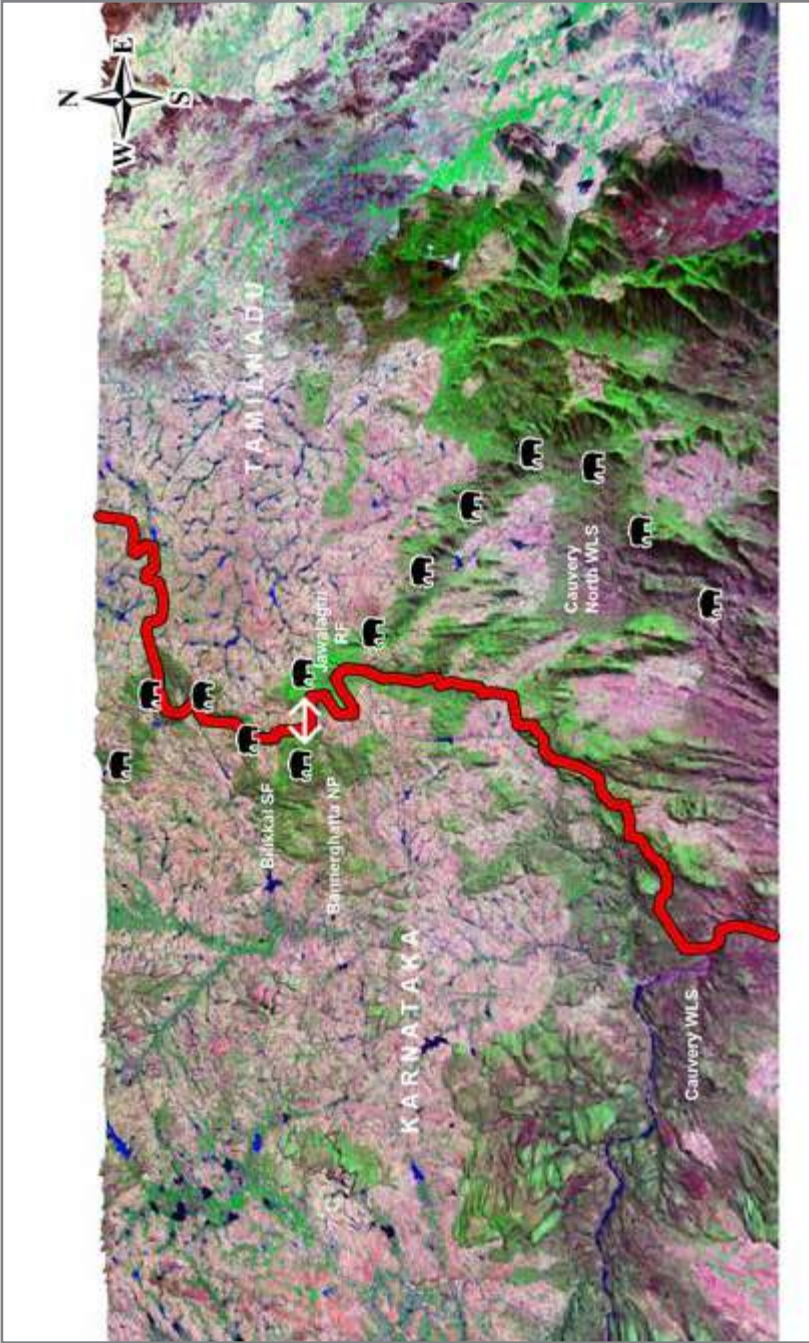 N
E
S
W
TAMILNADU
Jawalagiri
RF
Cauvery
North WLS
Bilikkal SF
Bannerghatta NP
KARNATAKA
Cauvery WLS